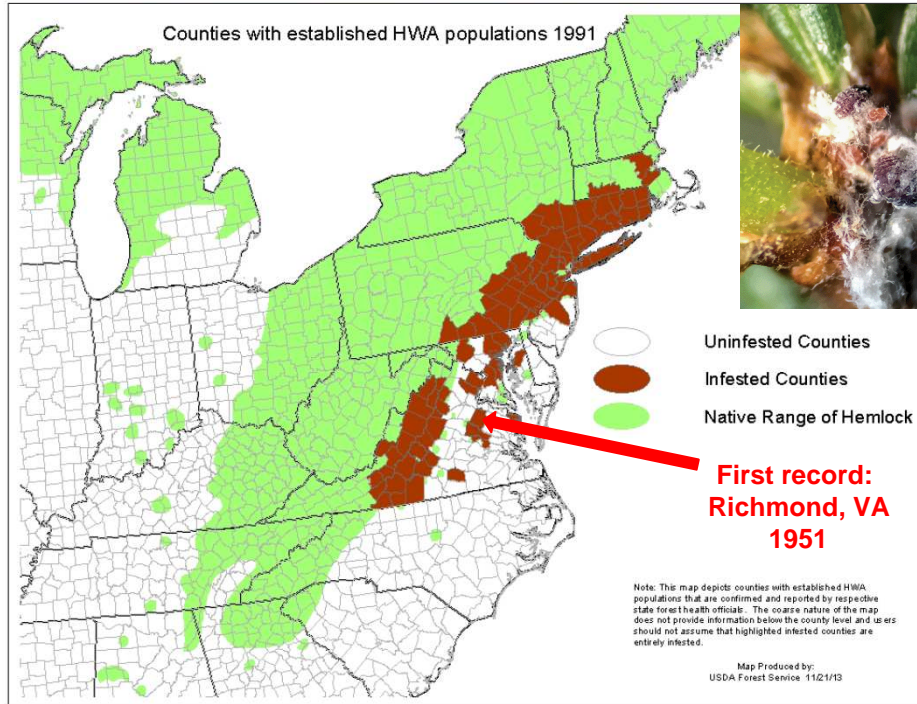 Counties with established HWA populations 1991
Uninfested Counties
Infested Counties
Native Range of Hemlock
First record:
Richmond, VA
1951
Note: This map depicts counties with established HWA
populations that are confirmed and reported by respective
state forest health officials. The coarse nature of the map
does not provide information below the county level and users
should not assume that highlighted infested counties are
entirely infested.
Map Produced by:
USDA Forest Service 11/21/13